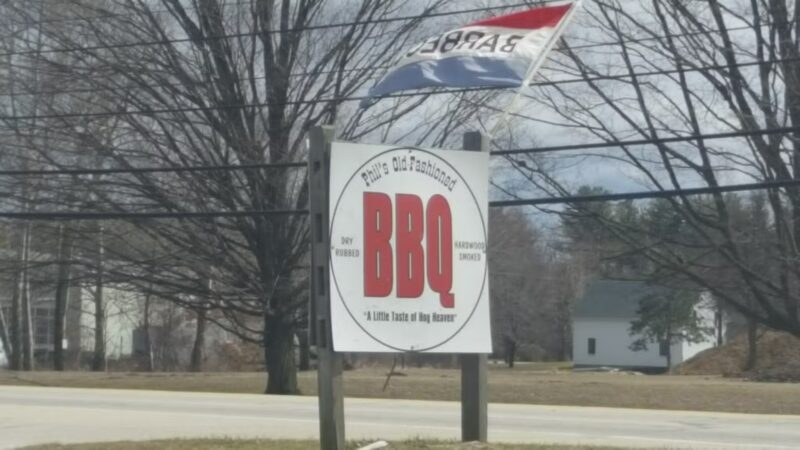 BARBEC
Phil's Old-Fashioned
BBQ
DRY
RUBBED
HARDWOOD
SMOKED
"A Little Taste of Hog Heaven"